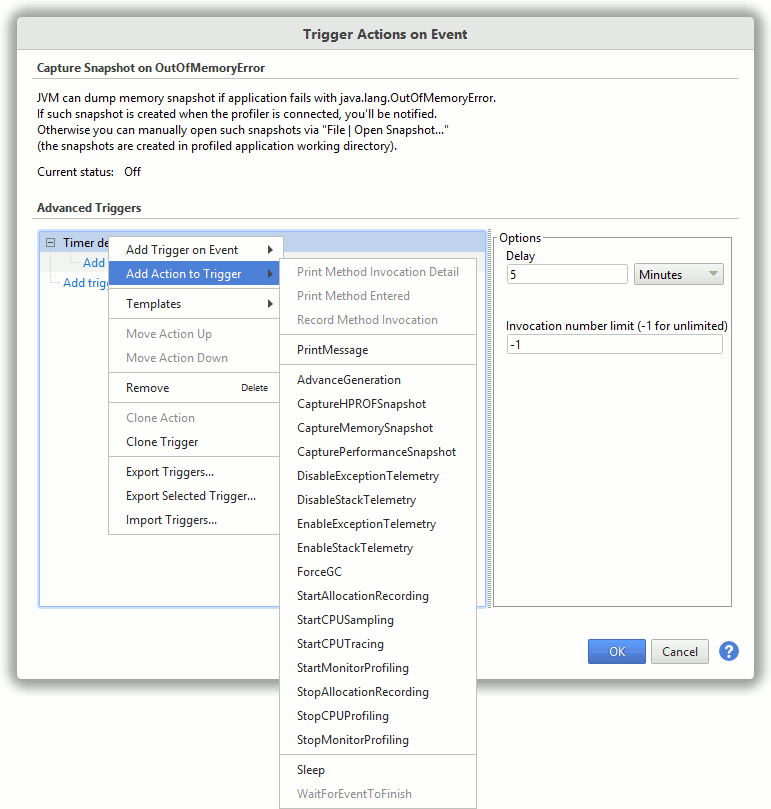 Trigger Actions on Event
Capture Snapshot on OutOfMemoryError
JVM can dump memory snapshot if application fails with java.lang.OutOfMemoryError.
If such snapshot is created when the profiler is connected, you'll be notified.
Otherwise you can manually open such snapshots via "File | Open Snapshot..."
(the snapshots are created in profiled application working directory).
Current status: Off
Advanced Triggers
Timer de
Add
Add trigg
Add Trigger on Event
Add Action to Trigger
Templates
Move Action Up
Move Action Down
Remove Delete
Clone Action
Clone Trigger
Export Triggers...
Export Selected Trigger...
Import Triggers...
Print Method Invocation Detail
Print Method Entered
Record Method Invocation
PrintMessage
AdvanceGeneration
CaptureHPROFSnapshot
CaptureMemorySnapshot
CapturePerformanceSnapshot
DisableExceptionTelemetry
DisableStackTelemetry
EnableExceptionTelemetry
EnableStackTelemetry
ForceGC
StartAllocationRecording
StartCPUSampling
StartCPUTracing
StartMonitorProfiling
StopAllocationRecording
StopCPUProfiling
StopMonitorProfiling
Sleep
WaitForEventToFinish
Options
Delay
5 Minutes
Invocation number limit (-1 for unlimited)
-1
OK Cancel ?